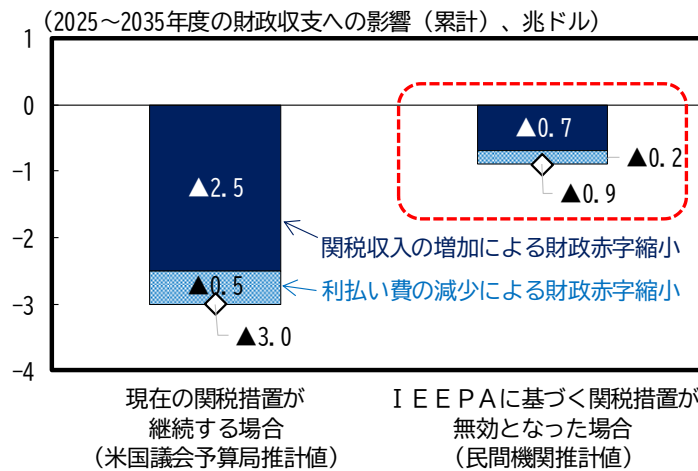 （2025～2035年度の財政収支への影響（累計）、兆ドル）
1
0
-1
-2
-3
-4
▲2.5
▲0.5
▲3.0
▲0.7
▲0.2
▲0.9
関税収入の増加による財政赤字縮小
利払い費の減少による財政赤字縮小
現在の関税措置が
継続する場合
（米国議会予算局推計値）
ＩＥＥＰＡに基づく関税措置が
無効となった場合
（民間機関推計値）